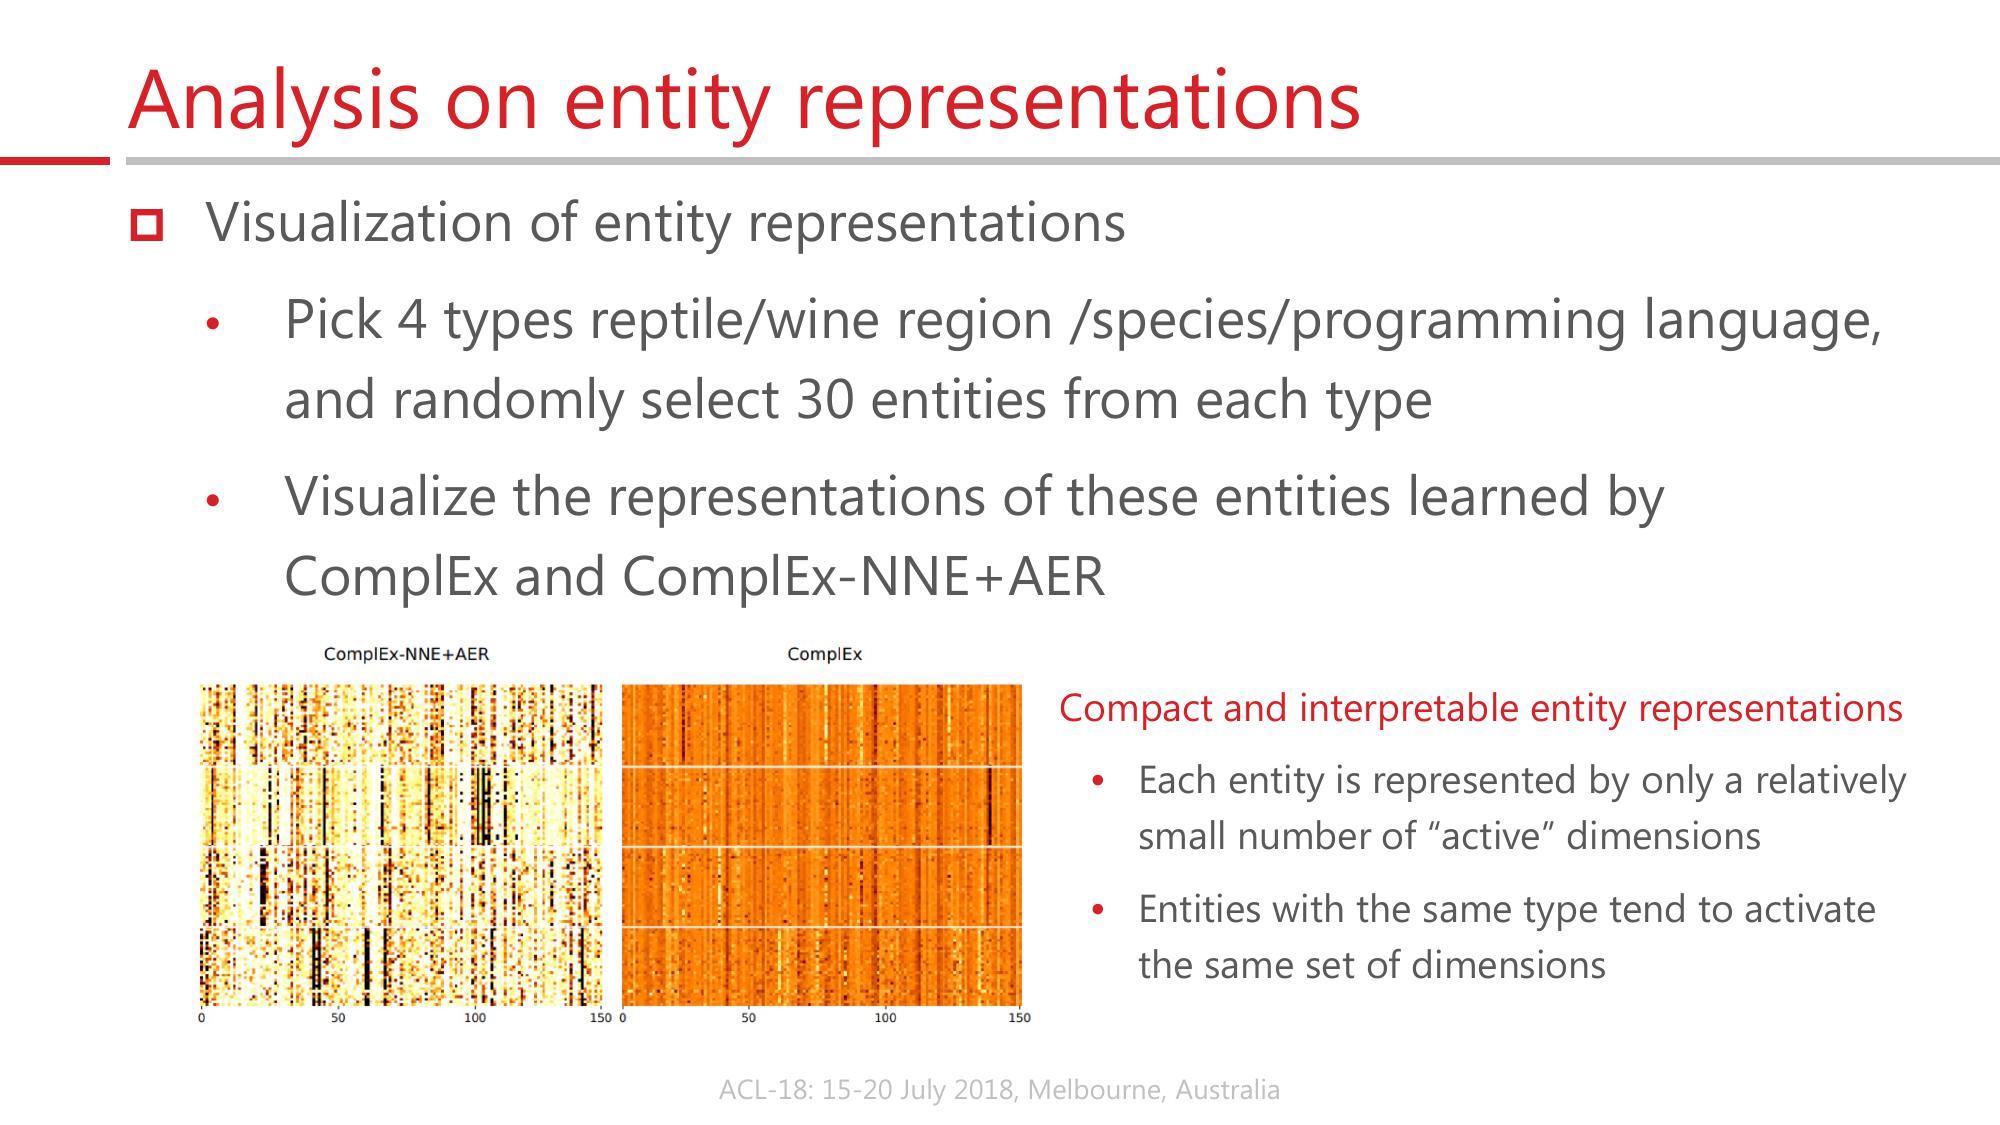 Analysis on entity representations
Visualization of entity representations
• Pick 4 types reptile/wine region /species/programming language,
and randomly select 30 entities from each type
• Visualize the representations of these entities learned by
ComplEx and ComplEx-NNE+AER
ComplEx-NNE+AER
ComplEx
0 50 100 150 0 50 100 150
Compact and interpretable entity representations
• Each entity is represented by only a relatively
small number of “active” dimensions
• Entities with the same type tend to activate
the same set of dimensions
ACL-18: 15-20 July 2018, Melbourne, Australia